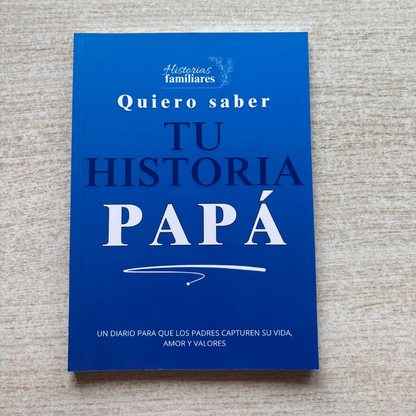 Historias
familiares
Quiero saber
TU
HISTORIA
PAPÁ
UN DIARIO PARA QUE LOS PADRES CAPTUREN SU VIDA,
AMOR Y VALORES